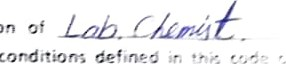 on of Lab. Chemist.
conditions defined in this code